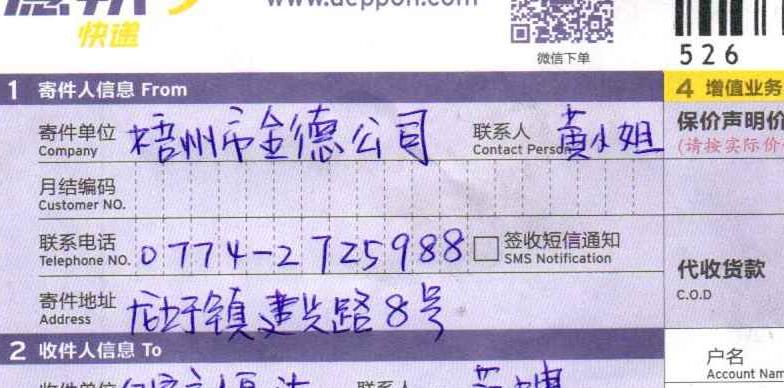 快递
www.deppon.com
微信下单
526
1 寄件人信息 From
4 增值业务
寄件单位 梧州市金德公司 联系人 黄小姐
Company Contact Person
保价声明价
(请按实际价
月结编码
Customer NO.
联系电话 0774-2725988 签收短信通知
Telephone NO. SMS Notification
代收货款
C.O.D
寄件地址 龙圩镇建兴路8号
Address
2 收件人信息 To
户名
Account Nam
联系人